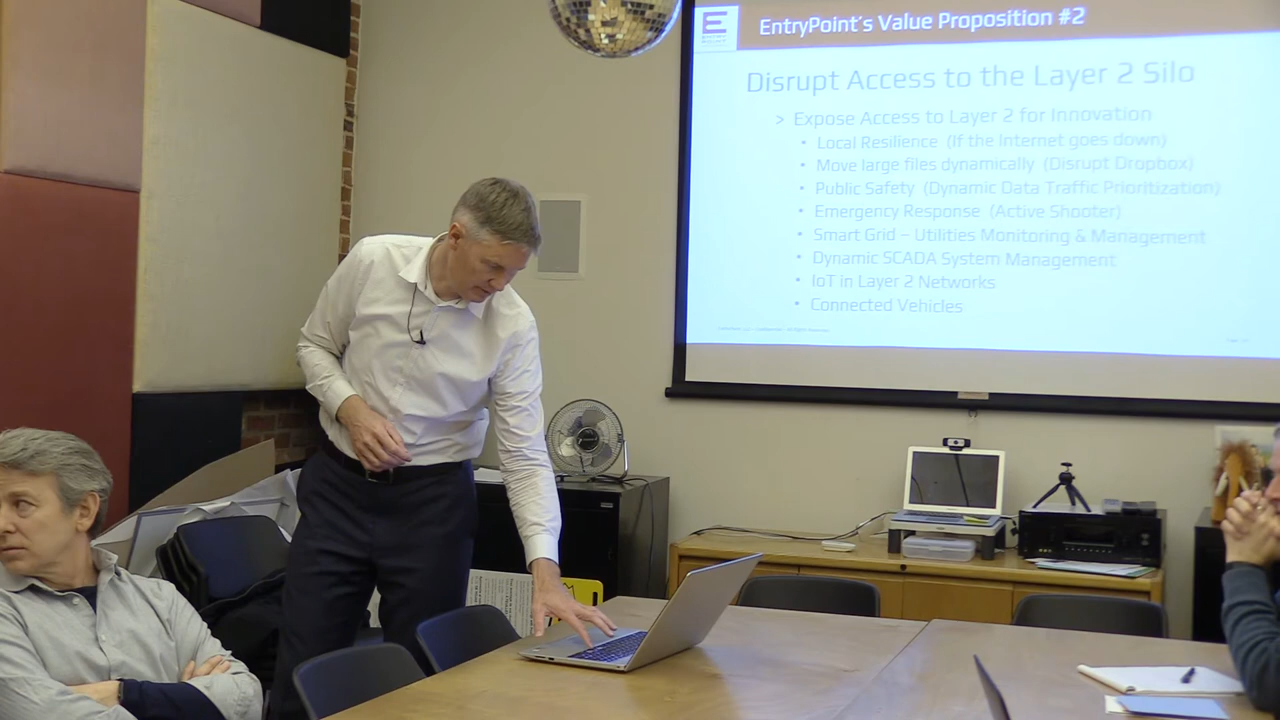 E
EntryPoint's Value Proposition #2
Disrupt Access to the Layer 2 Silo
> Expose Access to Layer 2 for Innovation
• Local Resilience (If the Internet goes down)
• Move large files dynamically (Disrupt Dropbox)
• Public Safety (Dynamic Data Traffic Prioritization)
• Emergency Response (Active Shooter)
• Smart Grid – Utilities Monitoring & Management
• Dynamic SCADA System Management
• IoT in Layer 2 Networks
• Connected Vehicles